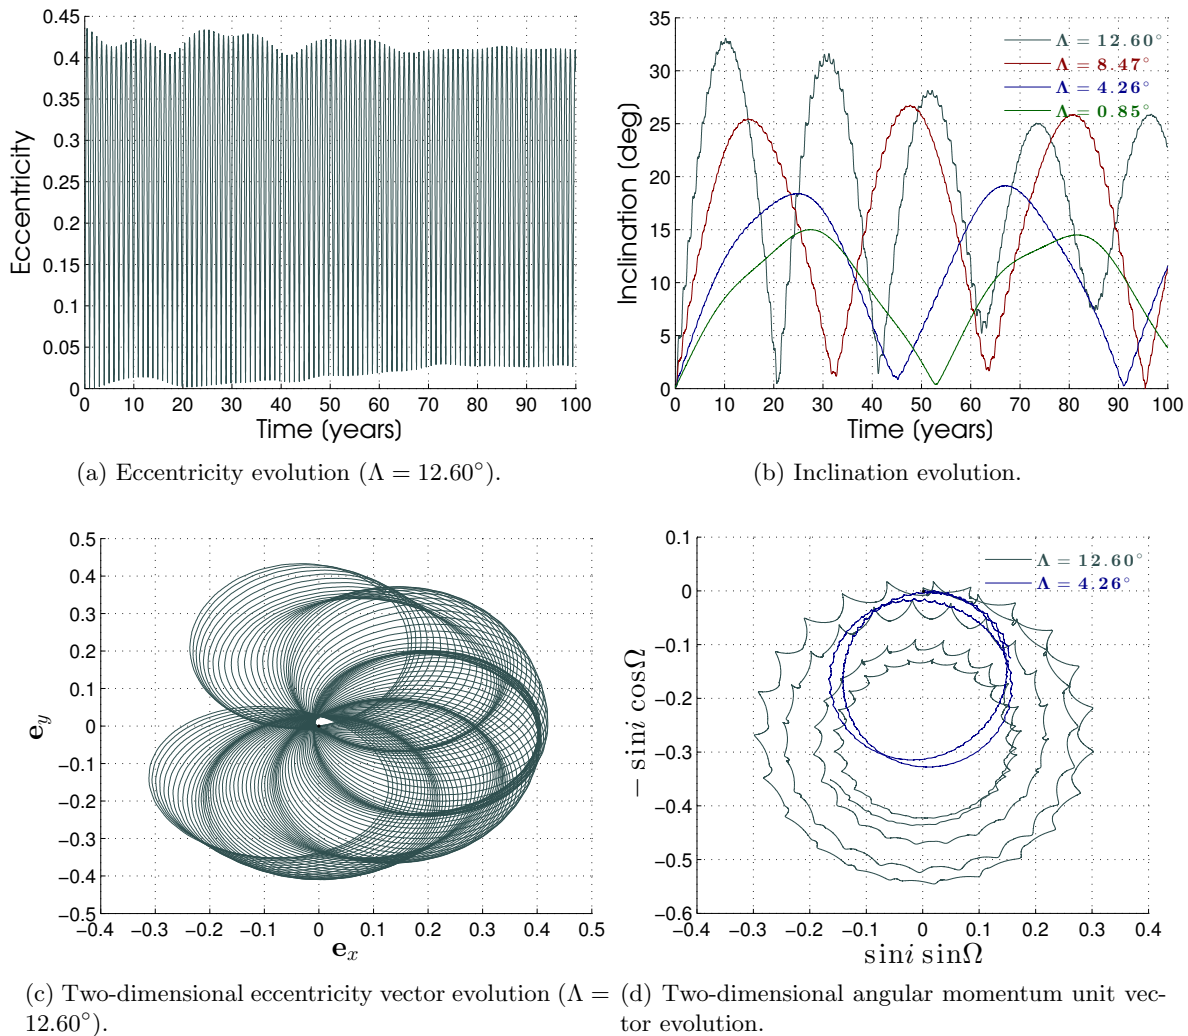 0.45
0.4
0.35
0.3
0.25
0.2
0.15
0.1
0.05
0
Eccentricity
0 10 20 30 40 50 60 70 80 90 100
Time (years)
(a) Eccentricity evolution (Λ = 12.60°).
35
30
25
20
15
10
5
0
Inclination (deg)
Λ = 12.60°
Λ = 8.47°
Λ = 4.26°
Λ = 0.85°
0 10 20 30 40 50 60 70 80 90 100
Time (years)
(b) Inclination evolution.
0.5
0.4
0.3
0.2
0.1
0
−0.1
−0.2
−0.3
−0.4
−0.5
e_y
−0.4 −0.3 −0.2 −0.1 0 0.1 0.2 0.3 0.4 0.5
e_x
(c) Two-dimensional eccentricity vector evolution (Λ =
12.60°).
0.1
0
−0.1
−0.2
−0.3
−0.4
−0.5
−0.6
− sin i cosΩ
Λ = 12.60°
Λ = 4.26°
−0.4 −0.3 −0.2 −0.1 0 0.1 0.2 0.3 0.4
sin i sinΩ
(d) Two-dimensional angular momentum unit vec-
tor evolution.